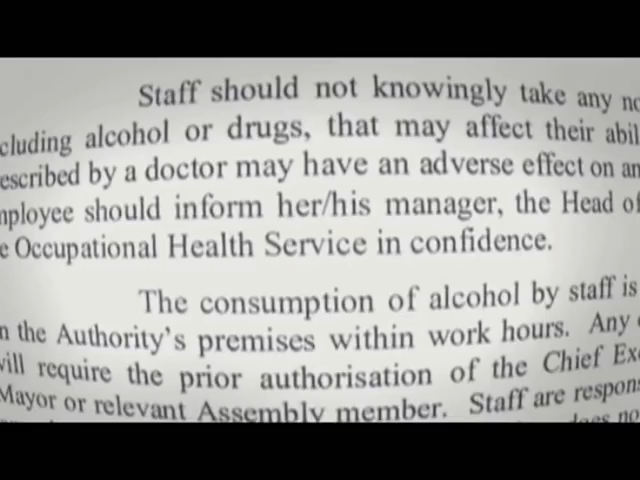 Staff should not knowingly take any no
cluding alcohol or drugs, that may affect their abil
escribed by a doctor may have an adverse effect on an
nployee should inform her/his manager, the Head of
e Occupational Health Service in confidence.
The consumption of alcohol by staff is
n the Authority's premises within work hours. Any
vill require the prior authorisation of the Chief Exe
Mayor or relevant Assembly member. Staff are respons
does no